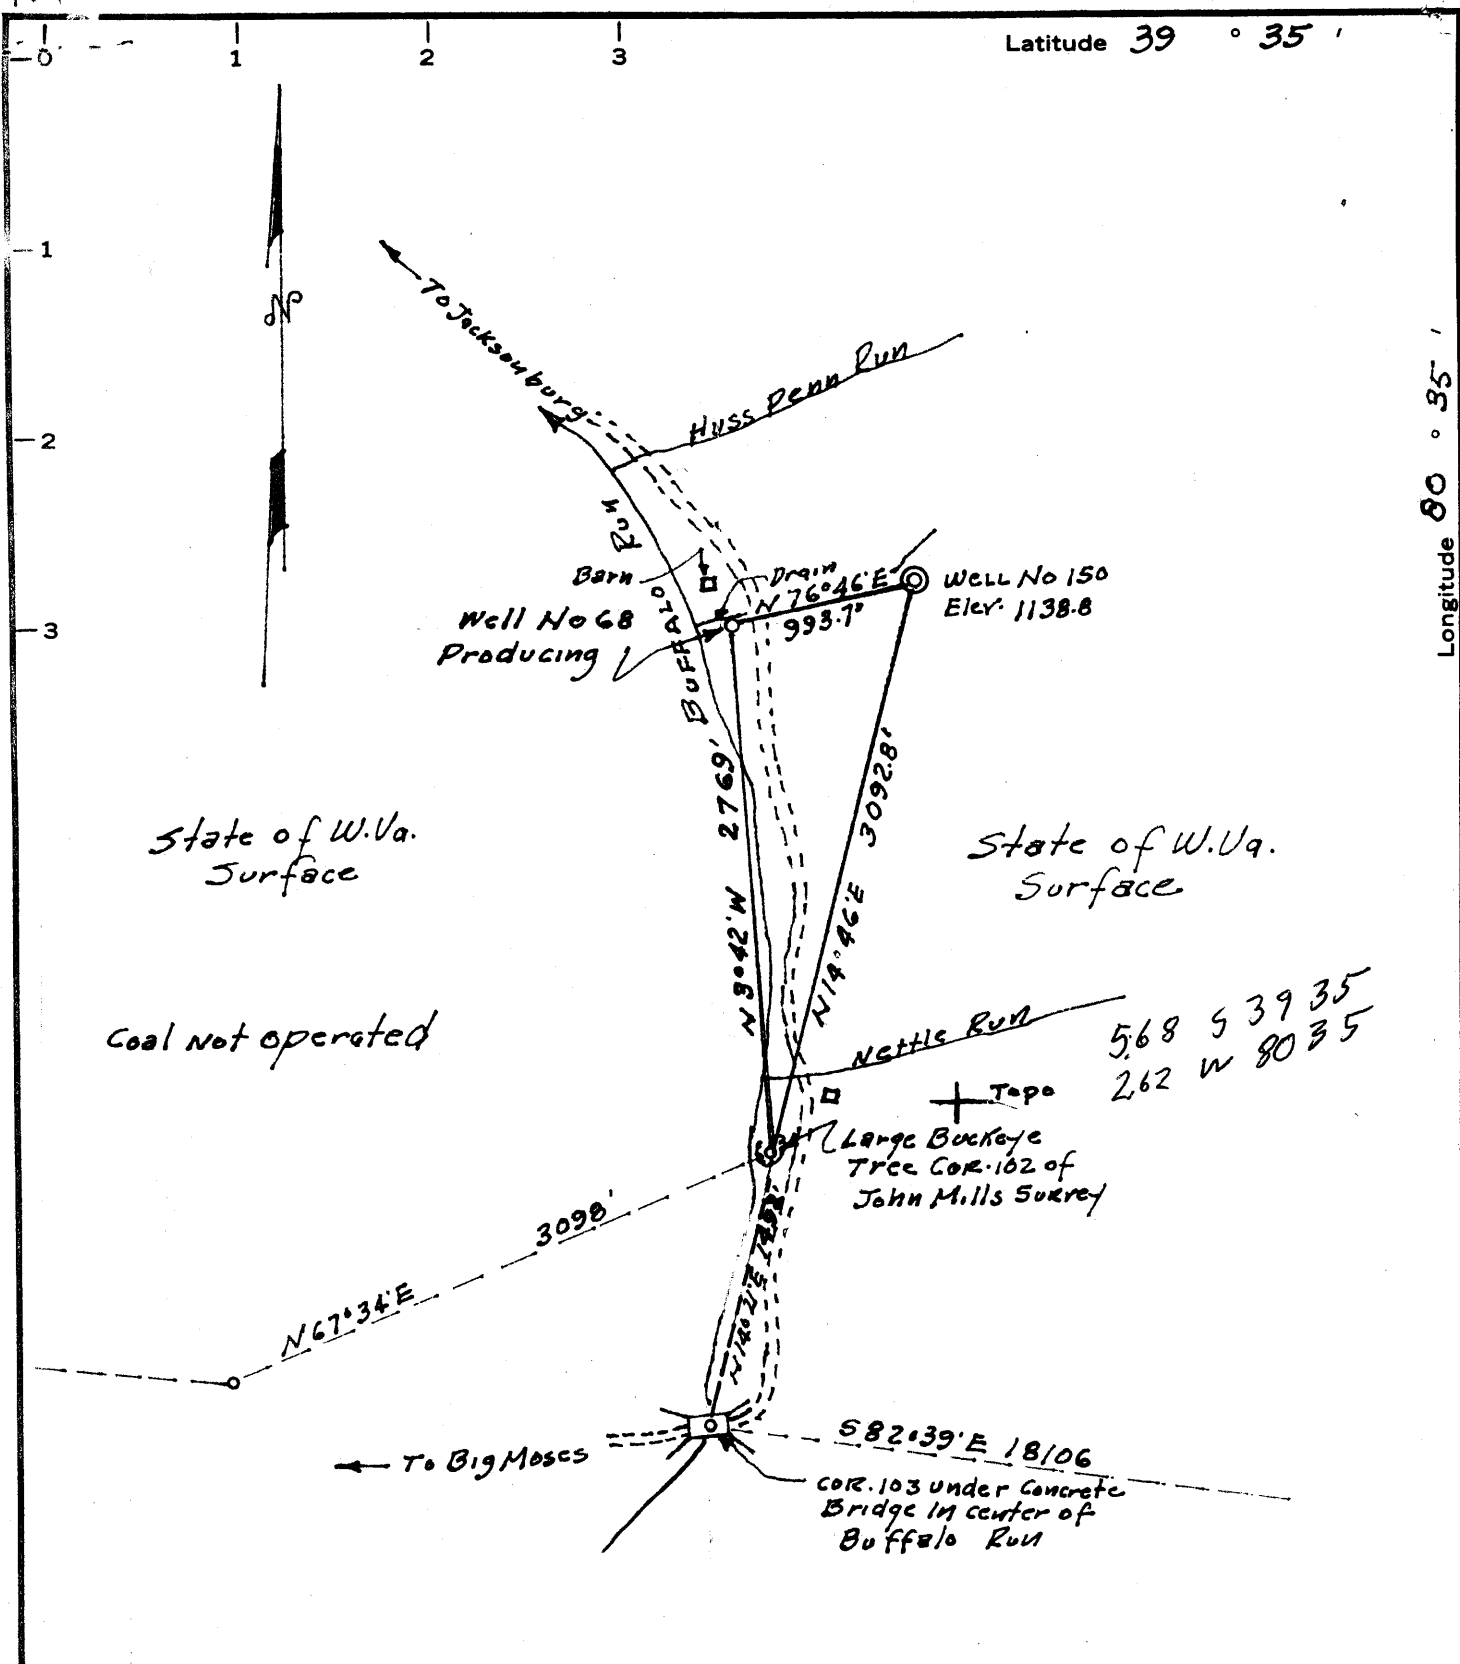 Latitude 39 ° 35 '
0 1 2 3
1
2
3
Longitude 80 ° 35 '
N
To Jacksonburg
Huss Penn Run
BUFFALO Run
Barn
Drain
N 76°46'E
993.7'
Well No 150
Elev. 1138.8
Well No 68
Producing
2769'
N 3°42'W
3092.8'
N 14°46'E
State of W.Va.
Surface
State of W.Va.
Surface
Coal Not operated
Nettle Run
5.68 S 39 35
2.62 W 80 35
Topo
Large Buckeye
Tree Cor. 102 of
John Mills Survey
3098'
N 67°34'E
To Big Moses
S 82°39'E 18106
COR. 103 under Concrete
Bridge In center of
Buffalo Run